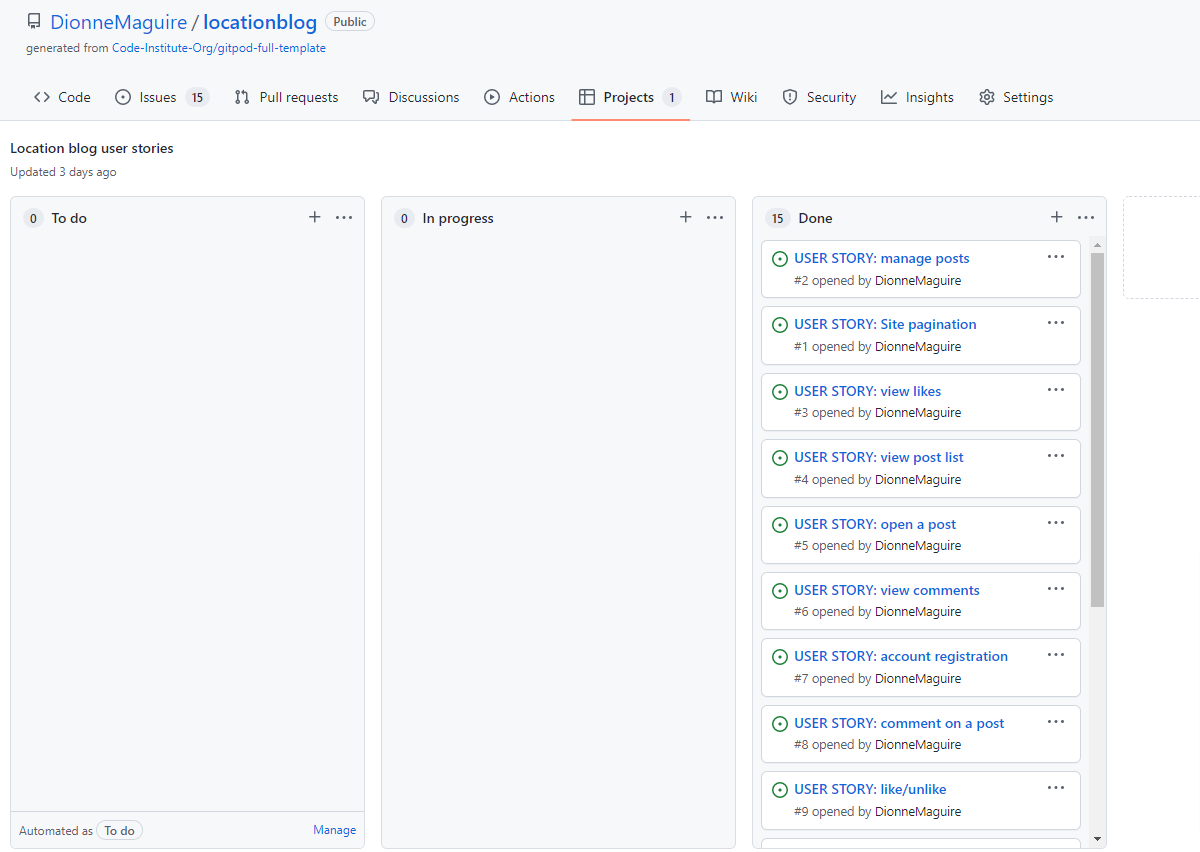 DionneMaguire / locationblog Public
generated from Code-Institute-Org/gitpod-full-template
Code Issues 15 Pull requests Discussions Actions Projects 1 Wiki Security Insights Settings
Location blog user stories
Updated 3 days ago
0 To do
Automated as To do Manage
0 In progress
15 Done
USER STORY: manage posts
#2 opened by DionneMaguire
USER STORY: Site pagination
#1 opened by DionneMaguire
USER STORY: view likes
#3 opened by DionneMaguire
USER STORY: view post list
#4 opened by DionneMaguire
USER STORY: open a post
#5 opened by DionneMaguire
USER STORY: view comments
#6 opened by DionneMaguire
USER STORY: account registration
#7 opened by DionneMaguire
USER STORY: comment on a post
#8 opened by DionneMaguire
USER STORY: like/unlike
#9 opened by DionneMaguire